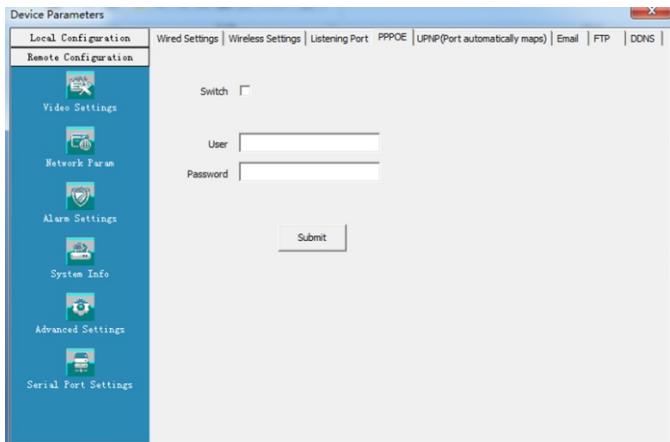 Device Parameters
Local Configuration
Remote Configuration
Video Settings
Network Param
Alarm Settings
System Info
Advanced Settings
Serial Port Settings
Wired Settings Wireless Settings Listening Port PPPOE UPNP(Port automatically maps) Email FTP DDNS
Switch
User
Password
Submit